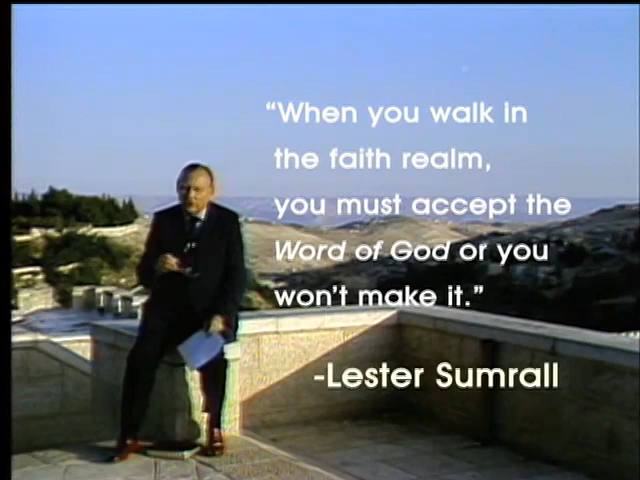 “When you walk in
the faith realm,
you must accept the
Word of God or you
won’t make it.”
-Lester Sumrall